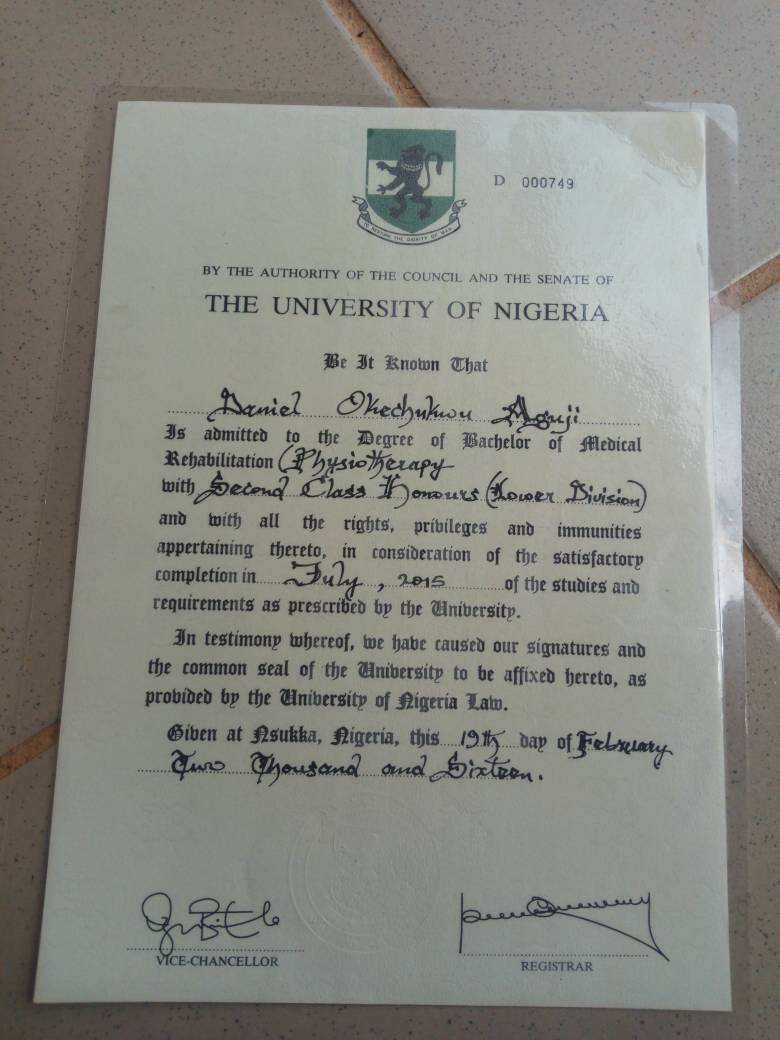 TO RESTORE THE DIGNITY OF MAN
D 000749
BY THE AUTHORITY OF THE COUNCIL AND THE SENATE OF
THE UNIVERSITY OF NIGERIA
Be It Known That
Daniel Okechukwu Aguji
Is admitted to the Degree of Bachelor of Medical
Rehabilitation (Physiotherapy
with Second Class Honours (Lower Division)
and with all the rights, privileges and immunities
appertaining thereto, in consideration of the satisfactory
completion in July, 2015 of the studies and
requirements as prescribed by the University.
In testimony whereof, we have caused our signatures and
the common seal of the University to be affixed hereto, as
provided by the University of Nigeria Law.
Given at Nsukka, Nigeria, this 19th day of February
Two Thousand and Sixteen.
VICE-CHANCELLOR
REGISTRAR